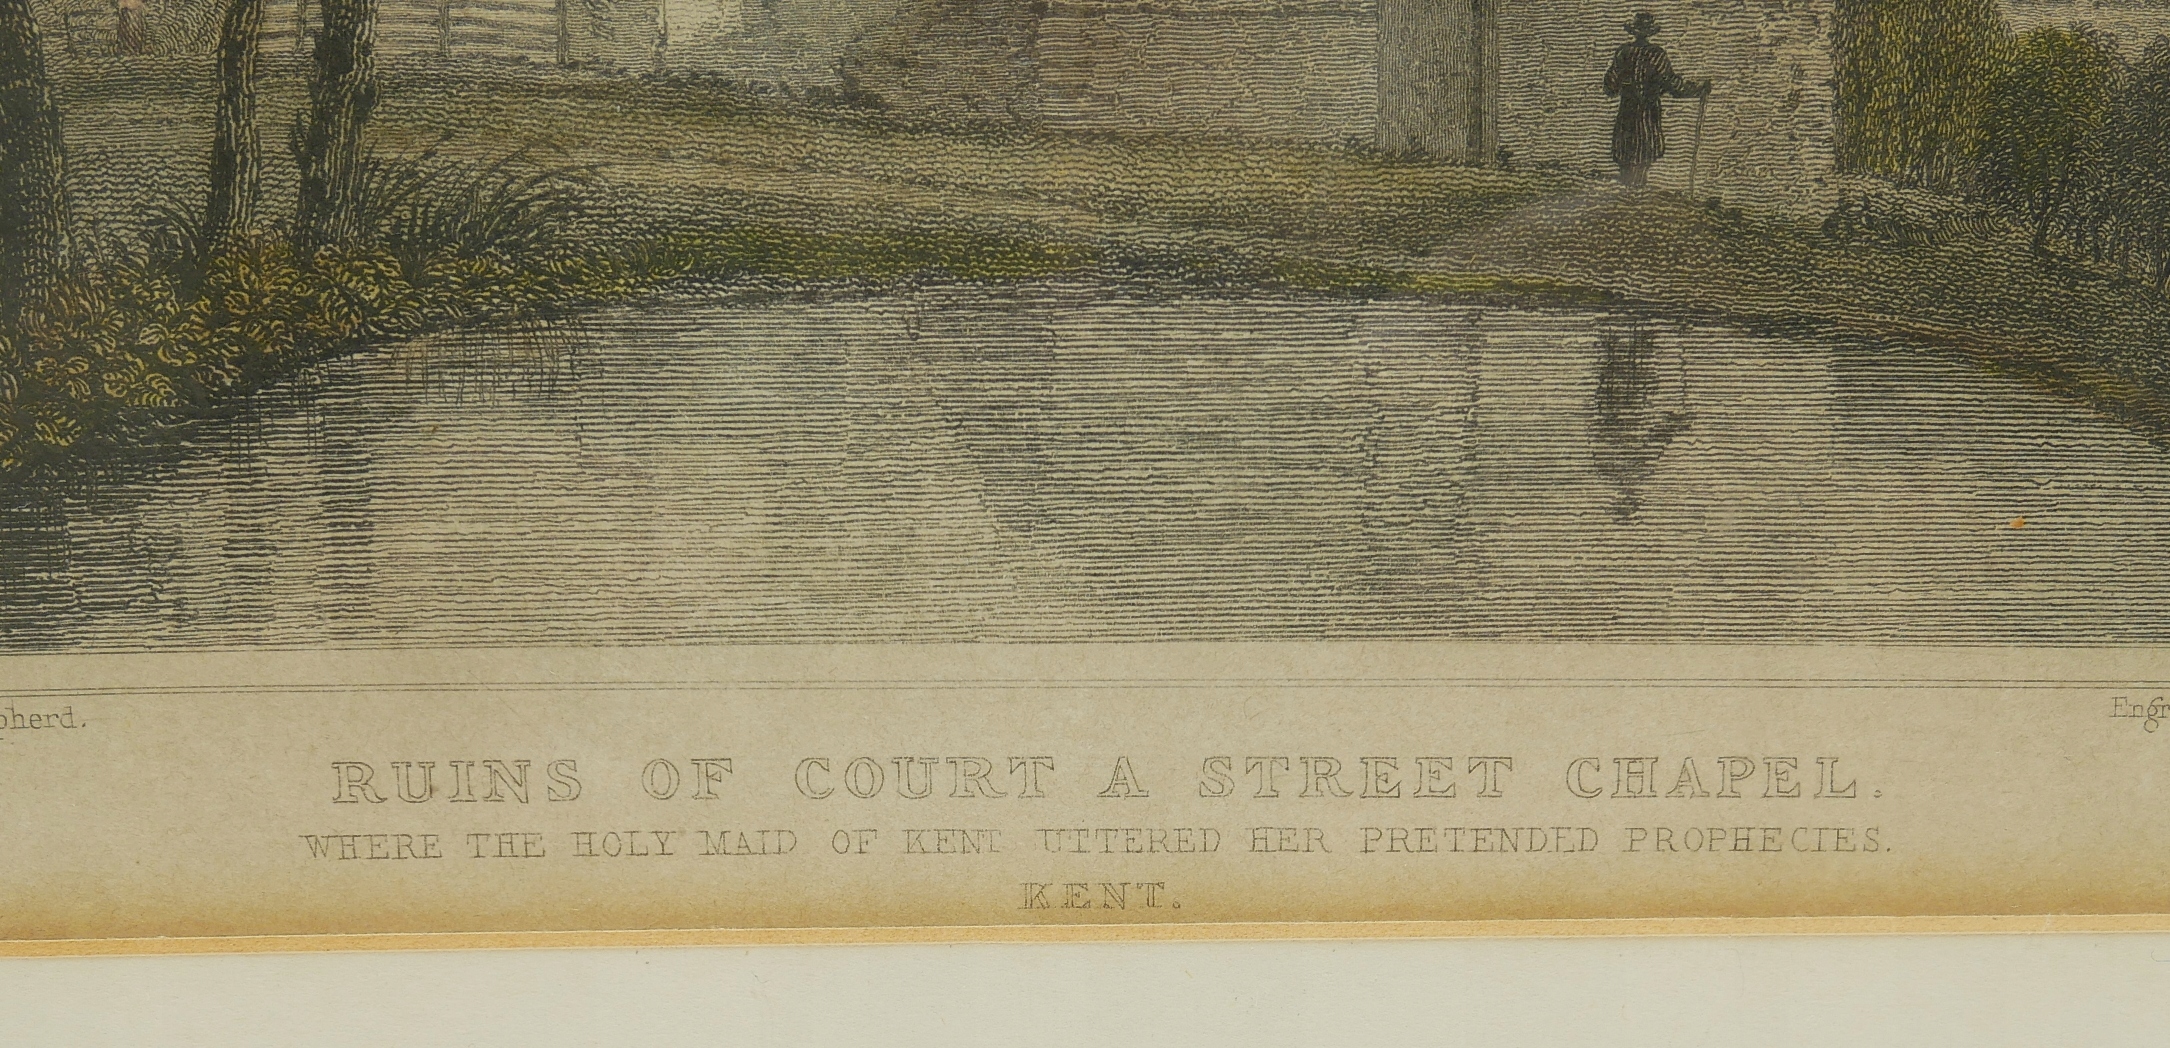 pherd. Engr
RUINS OF COURT A STREET CHAPEL.
WHERE THE HOLY MAID OF KENT UTTERED HER PRETENDED PROPHECIES.
KENT.